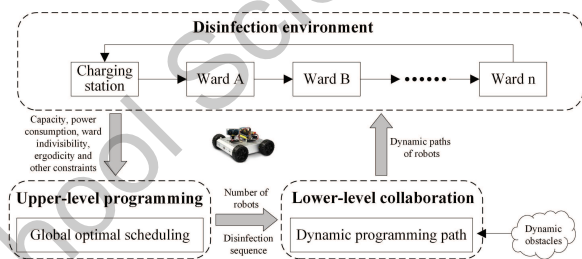 Disinfection environment
Charging
station
Ward A
Ward B
Ward n
Capacity, power
consumption, ward
indivisibility,
ergodicity and
other constraints
Dynamic paths
of robots
Upper-level programming
Global optimal scheduling
Number of
robots
Disinfection
sequence
Lower-level collaboration
Dynamic programming path
Dynamic
obstacles